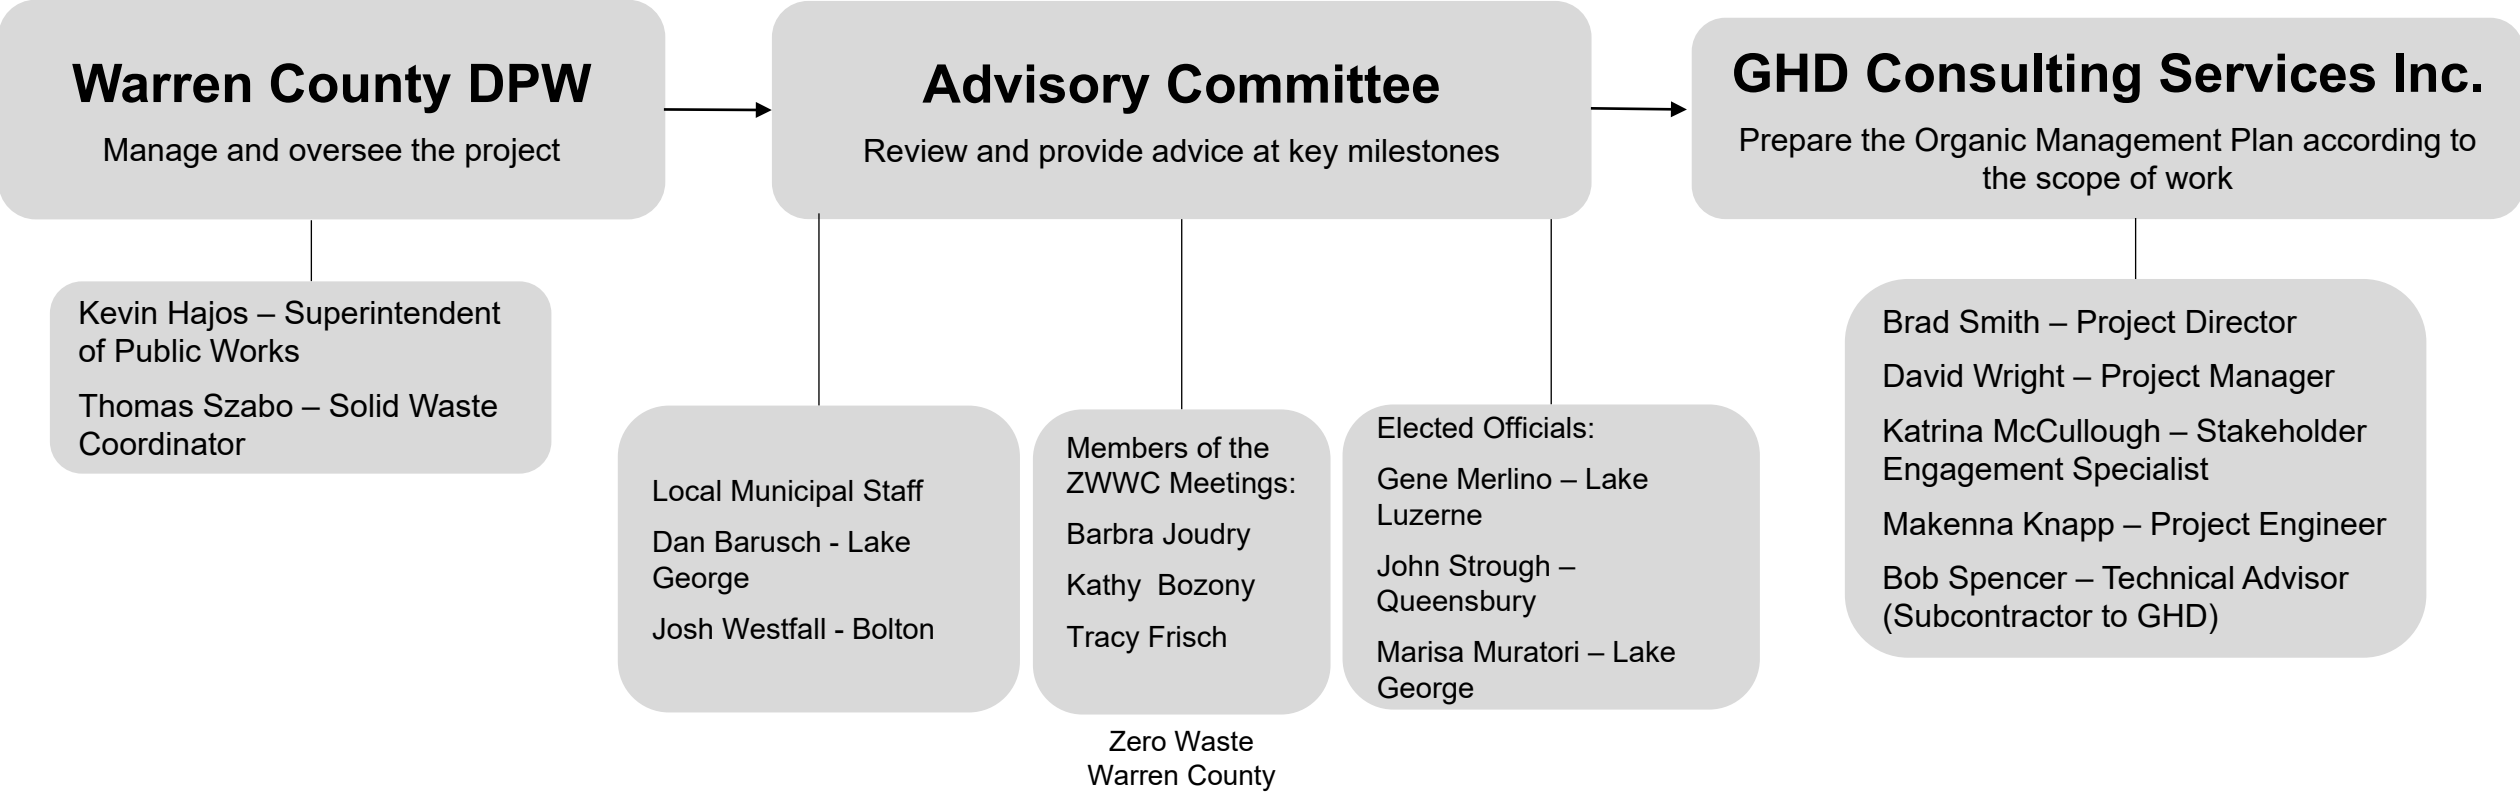 Warren County DPW
Manage and oversee the project
Advisory Committee
Review and provide advice at key milestones
GHD Consulting Services Inc.
Prepare the Organic Management Plan according to
the scope of work
Kevin Hajos – Superintendent
of Public Works
Thomas Szabo – Solid Waste
Coordinator
Local Municipal Staff
Dan Barusch - Lake
George
Josh Westfall - Bolton
Members of the
ZWWC Meetings:
Barbra Joudry
Kathy  Bozony
Tracy Frisch
Zero Waste
Warren County
Elected Officials:
Gene Merlino – Lake
Luzerne
John Strough –
Queensbury
Marisa Muratori – Lake
George
Brad Smith – Project Director
David Wright – Project Manager
Katrina McCullough – Stakeholder
Engagement Specialist
Makenna Knapp – Project Engineer
Bob Spencer – Technical Advisor
(Subcontractor to GHD)